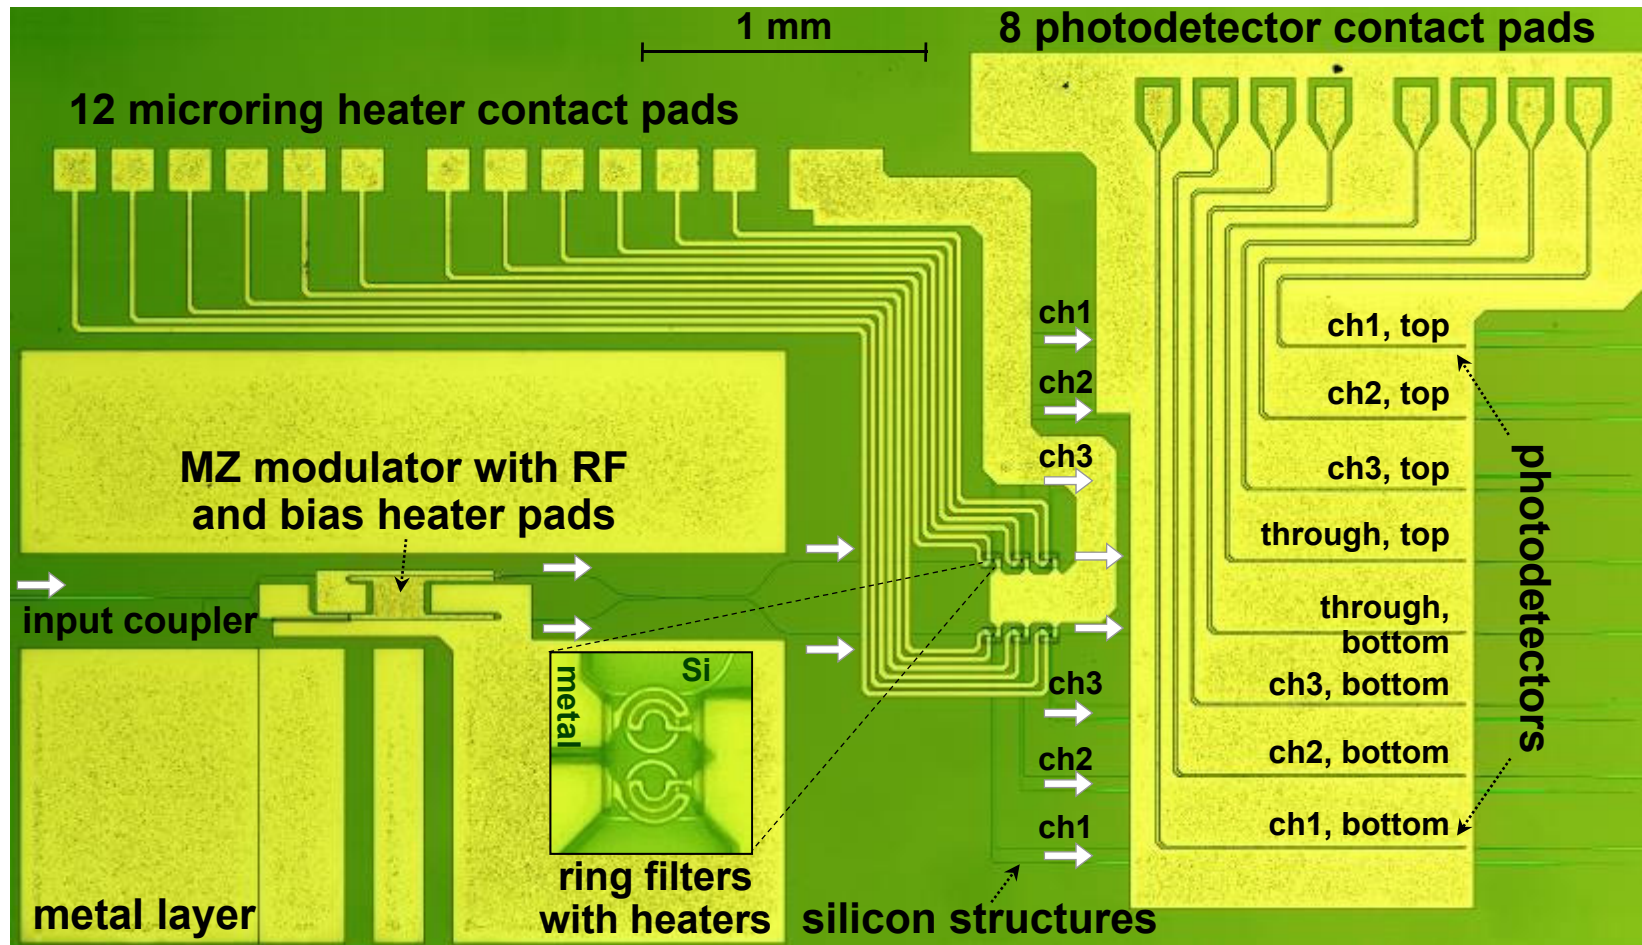 1 mm
8 photodetector contact pads
12 microring heater contact pads
ch1
ch1, top
ch2
ch2, top
ch3
ch3, top
MZ modulator with RF
and bias heater pads
through, top
input coupler
through,
bottom
metal
Si
ch3
ch3, bottom
photodetectors
ch2
ch2, bottom
ch1
ch1, bottom
ring filters
with heaters
silicon structures
metal layer